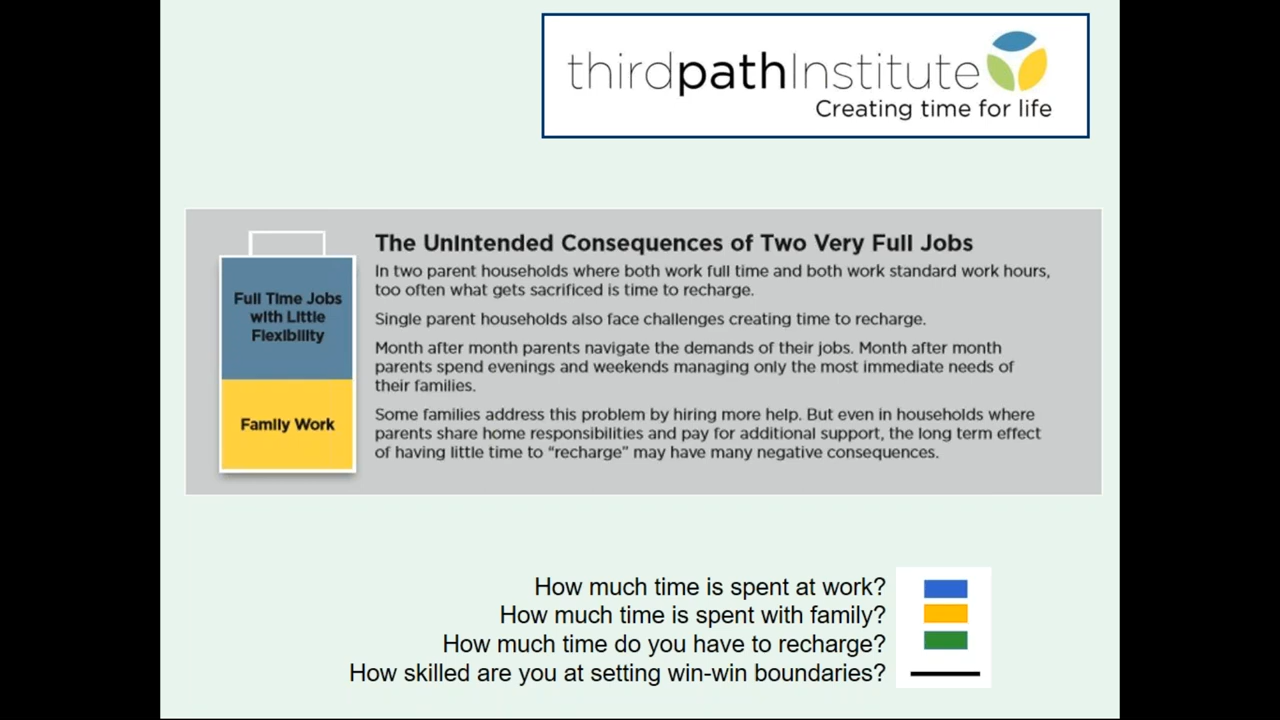 thirdpathInstitute
Creating time for life
The Unintended Consequences of Two Very Full Jobs
In two parent households where both work full time and both work standard work hours,
too often what gets sacrificed is time to recharge.
Single parent households also face challenges creating time to recharge.
Month after month parents navigate the demands of their jobs. Month after month
parents spend evenings and weekends managing only the most immediate needs of
their families.
Some families address this problem by hiring more help. But even in households where
parents share home responsibilities and pay for additional support, the long term effect
of having little time to “recharge” may have many negative consequences.
Full Time Jobs
with Little
Flexibility
Family Work
How much time is spent at work?
How much time is spent with family?
How much time do you have to recharge?
How skilled are you at setting win-win boundaries?